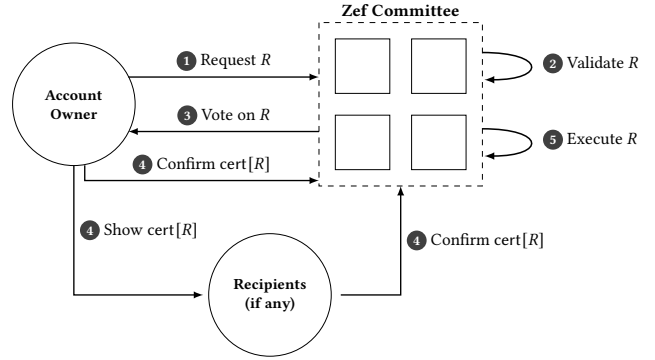 Zef Committee
1 Request R
2 Validate R
Account
Owner
3 Vote on R
5 Execute R
4 Confirm cert[R]
4 Show cert[R]
4 Confirm cert[R]
Recipients
(if any)